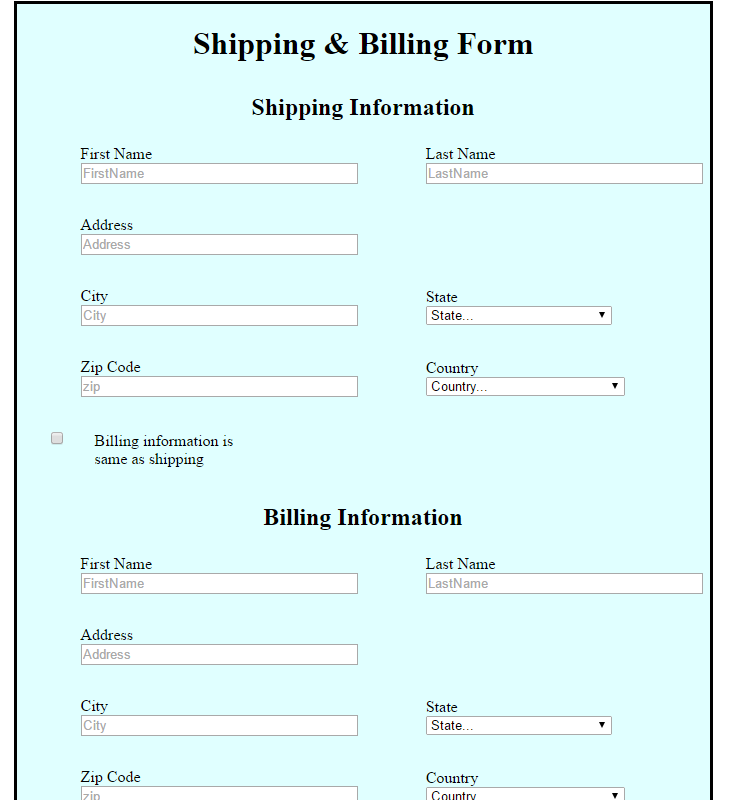 Shipping & Billing Form
Shipping Information
First Name
Last Name
FirstName
LastName
Address
Address
City
State
City
State...
Zip Code
Country
zip
Country...
Billing information is
same as shipping
Billing Information
First Name
Last Name
FirstName
LastName
Address
Address
City
State
City
State...
Zip Code
Country
zip
Country...